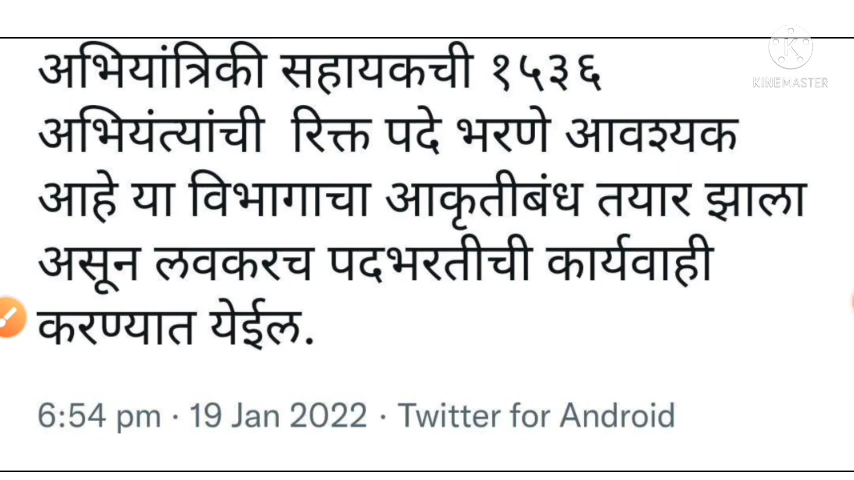 अभियांत्रिकी सहायकची १५३६
अभियंत्यांची रिक्त पदे भरणे आवश्यक
आहे या विभागाचा आकृतीबंध तयार झाला
असून लवकरच पदभरतीची कार्यवाही
करण्यात येईल.
6:54 pm · 19 Jan 2022 · Twitter for Android
K
KINEMASTER